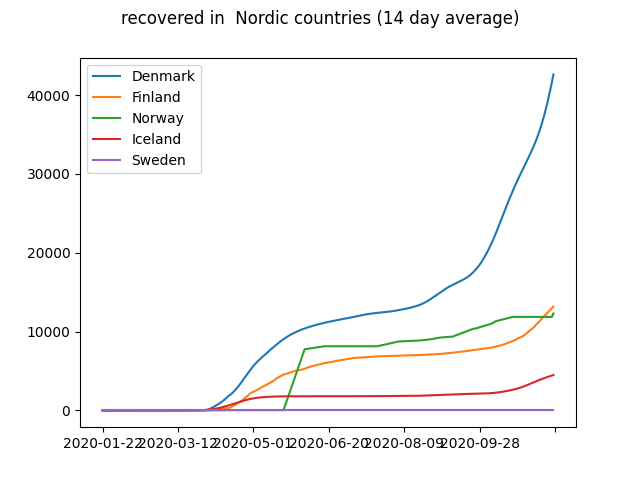 recovered in  Nordic countries (14 day average)
Denmark
Finland
Norway
Iceland
Sweden
40000
30000
20000
10000
0
2020-01-22 2020-03-12 2020-05-01 2020-06-20 2020-08-09 2020-09-28